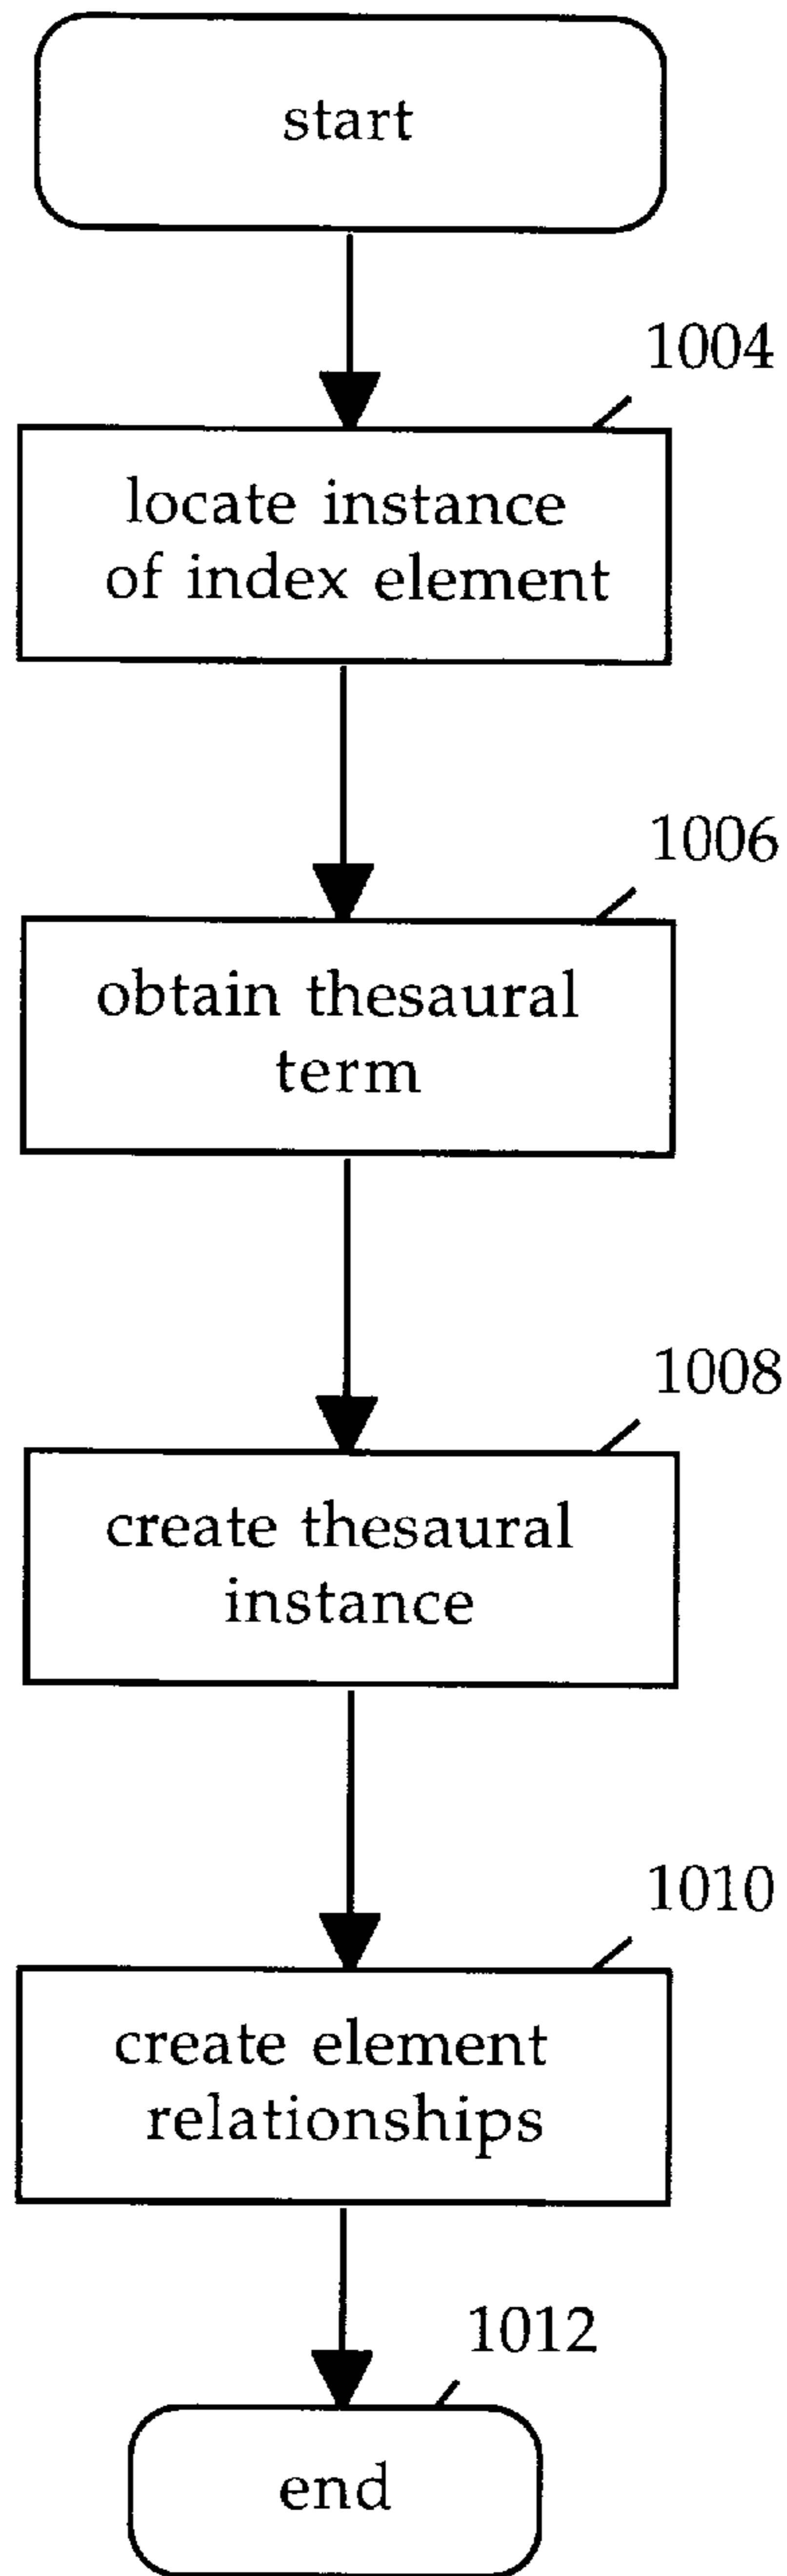 start
1004
locate instance
of index element
1006
obtain thesaural
term
1008
create thesaural
instance
1010
create element
relationships
1012
end